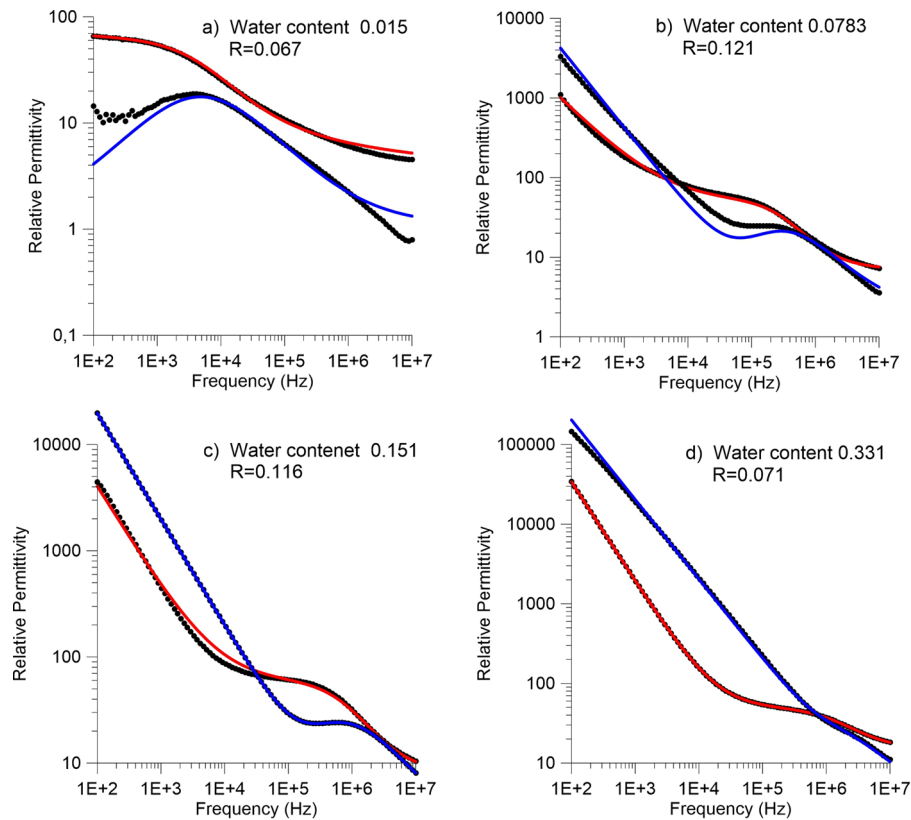 a) Water content 0.015
R=0.067
100
10
1
0,1
Relative Permittivity
1E+2 1E+3 1E+4 1E+5 1E+6 1E+7
Frequency (Hz)
b) Water content 0.0783
R=0.121
10000
1000
100
10
1
Relative Permittivity
1E+2 1E+3 1E+4 1E+5 1E+6 1E+7
Frequency (Hz)
c) Water contenet 0.151
R=0.116
10000
1000
100
10
Relative Permittivity
1E+2 1E+3 1E+4 1E+5 1E+6 1E+7
Frequency (Hz)
d) Water content 0.331
R=0.071
100000
10000
1000
100
10
Relative Permittivity
1E+2 1E+3 1E+4 1E+5 1E+6 1E+7
Frequency (Hz)